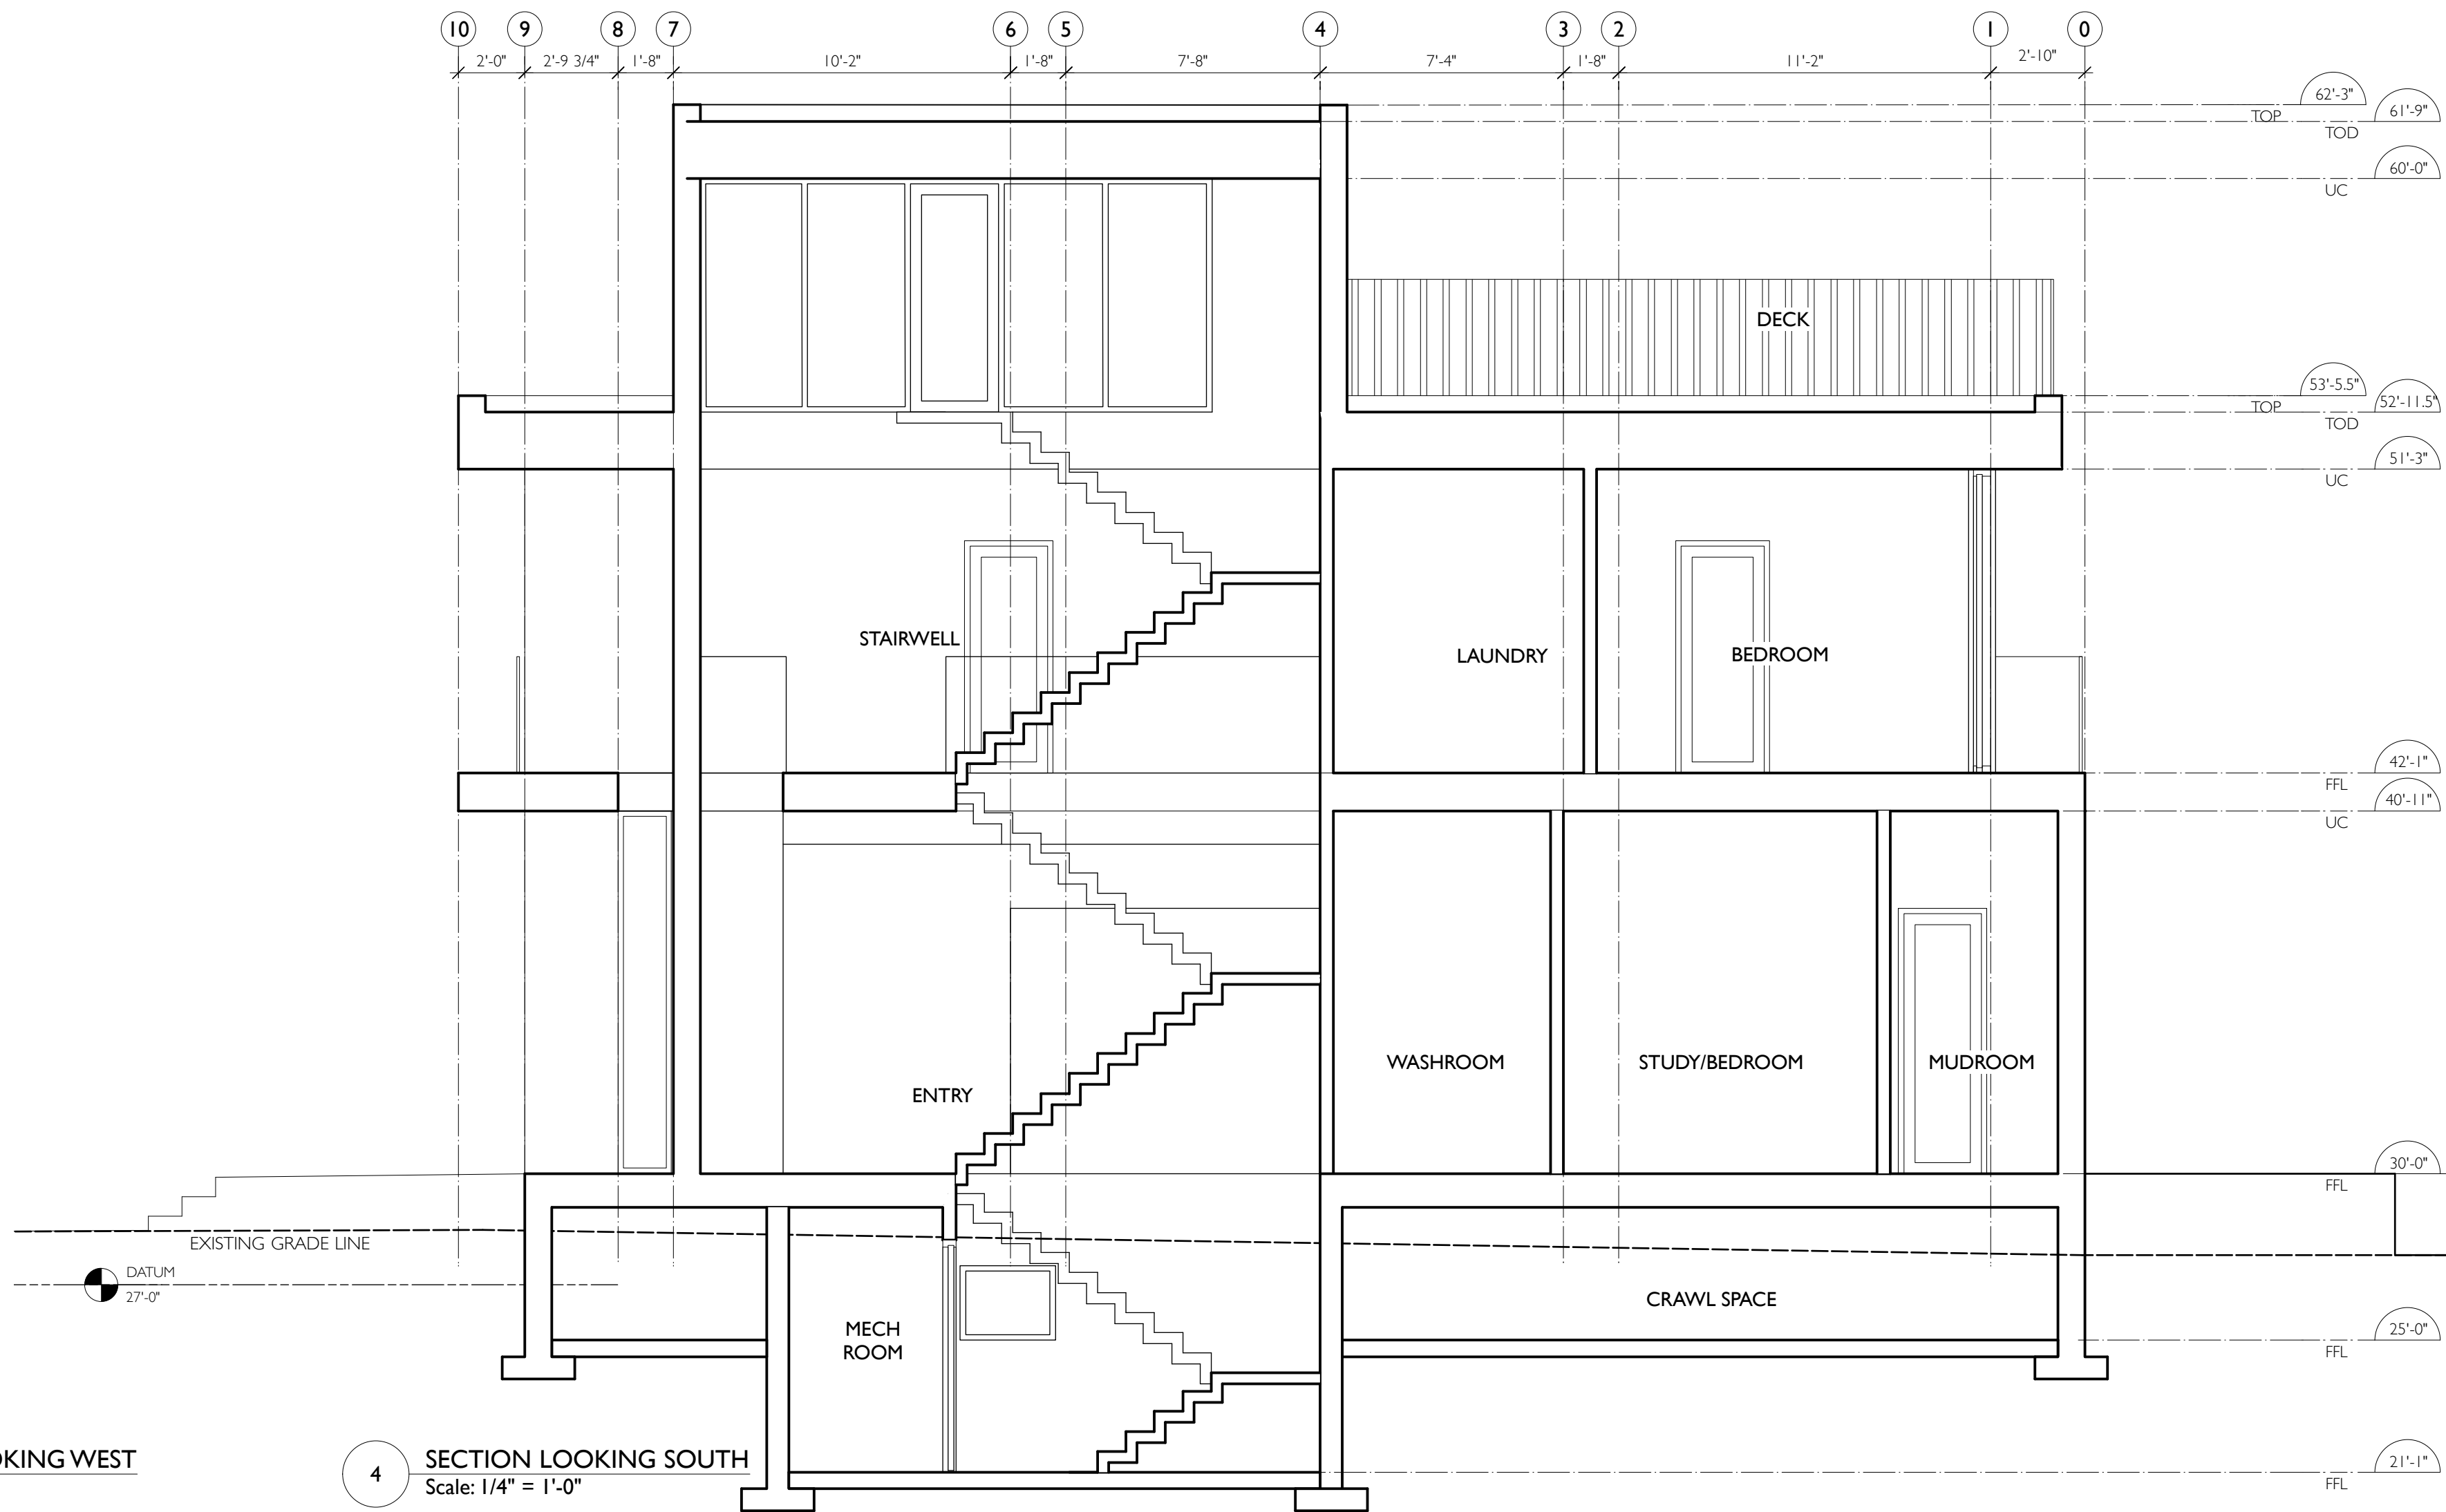 10 9 8 7 6 5 4 3 2 1 0
2'-0" 2'-9 3/4" 1'-8" 10'-2" 1'-8" 7'-8" 7'-4" 1'-8" 11'-2" 2'-10"
62'-3"
TOP
61'-9"
TOD
60'-0"
UC
DECK
53'-5.5"
TOP
52'-11.5"
TOD
51'-3"
UC
STAIRWELL
LAUNDRY
BEDROOM
42'-1"
FFL
40'-11"
UC
ENTRY
WASHROOM
STUDY/BEDROOM
MUDROOM
30'-0"
FFL
EXISTING GRADE LINE
DATUM
27'-0"
MECH
ROOM
CRAWL SPACE
25'-0"
FFL
OKING WEST
4
SECTION LOOKING SOUTH
Scale: 1/4" = 1'-0"
21'-1"
FFL